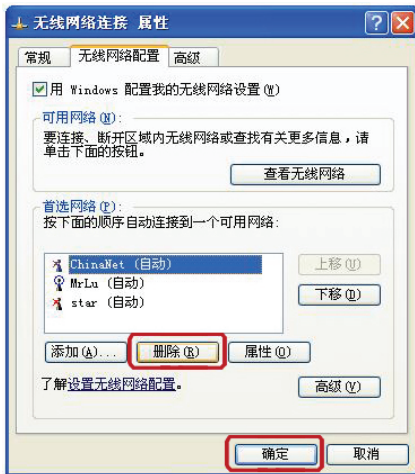 无线网络连接 属性
常规 无线网络配置 高级
用 Windows 配置我的无线网络设置(W)
可用网络(N):
要连接、断开区域内无线网络或查找有关更多信息，请
单击下面的按钮。
查看无线网络
首选网络(P):
按下面的顺序自动连接到一个可用网络:
ChinaNet (自动)
MrLu (自动)
star (自动)
上移(U)
下移(D)
添加(A)... 删除(R) 属性(O)
了解设置无线网络配置。
高级(V)
确定 取消